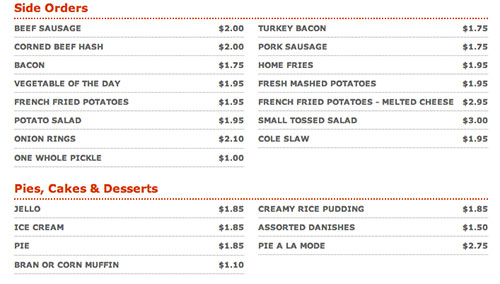 Side Orders
BEEF SAUSAGE $2.00
CORNED BEEF HASH $2.00
BACON $1.75
VEGETABLE OF THE DAY $1.95
FRENCH FRIED POTATOES $1.95
POTATO SALAD $1.95
ONION RINGS $2.10
ONE WHOLE PICKLE $1.00
TURKEY BACON $1.75
PORK SAUSAGE $1.75
HOME FRIES $1.95
FRESH MASHED POTATOES $1.95
FRENCH FRIED POTATOES - MELTED CHEESE $2.95
SMALL TOSSED SALAD $3.00
COLE SLAW $1.95
Pies, Cakes & Desserts
JELLO $1.85
ICE CREAM $1.85
PIE $1.85
BRAN OR CORN MUFFIN $1.10
CREAMY RICE PUDDING $1.85
ASSORTED DANISHES $1.50
PIE A LA MODE $2.75